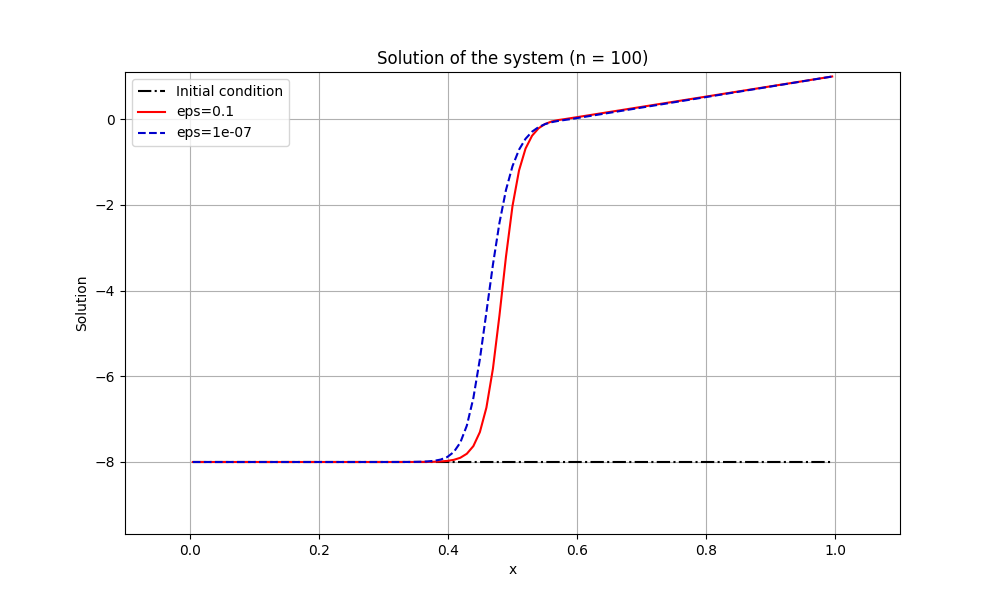 Solution of the system (n = 100)
Initial condition
eps=0.1
eps=1e-07
0
−2
−4
−6
−8
Solution
0.0 0.2 0.4 0.6 0.8 1.0
x